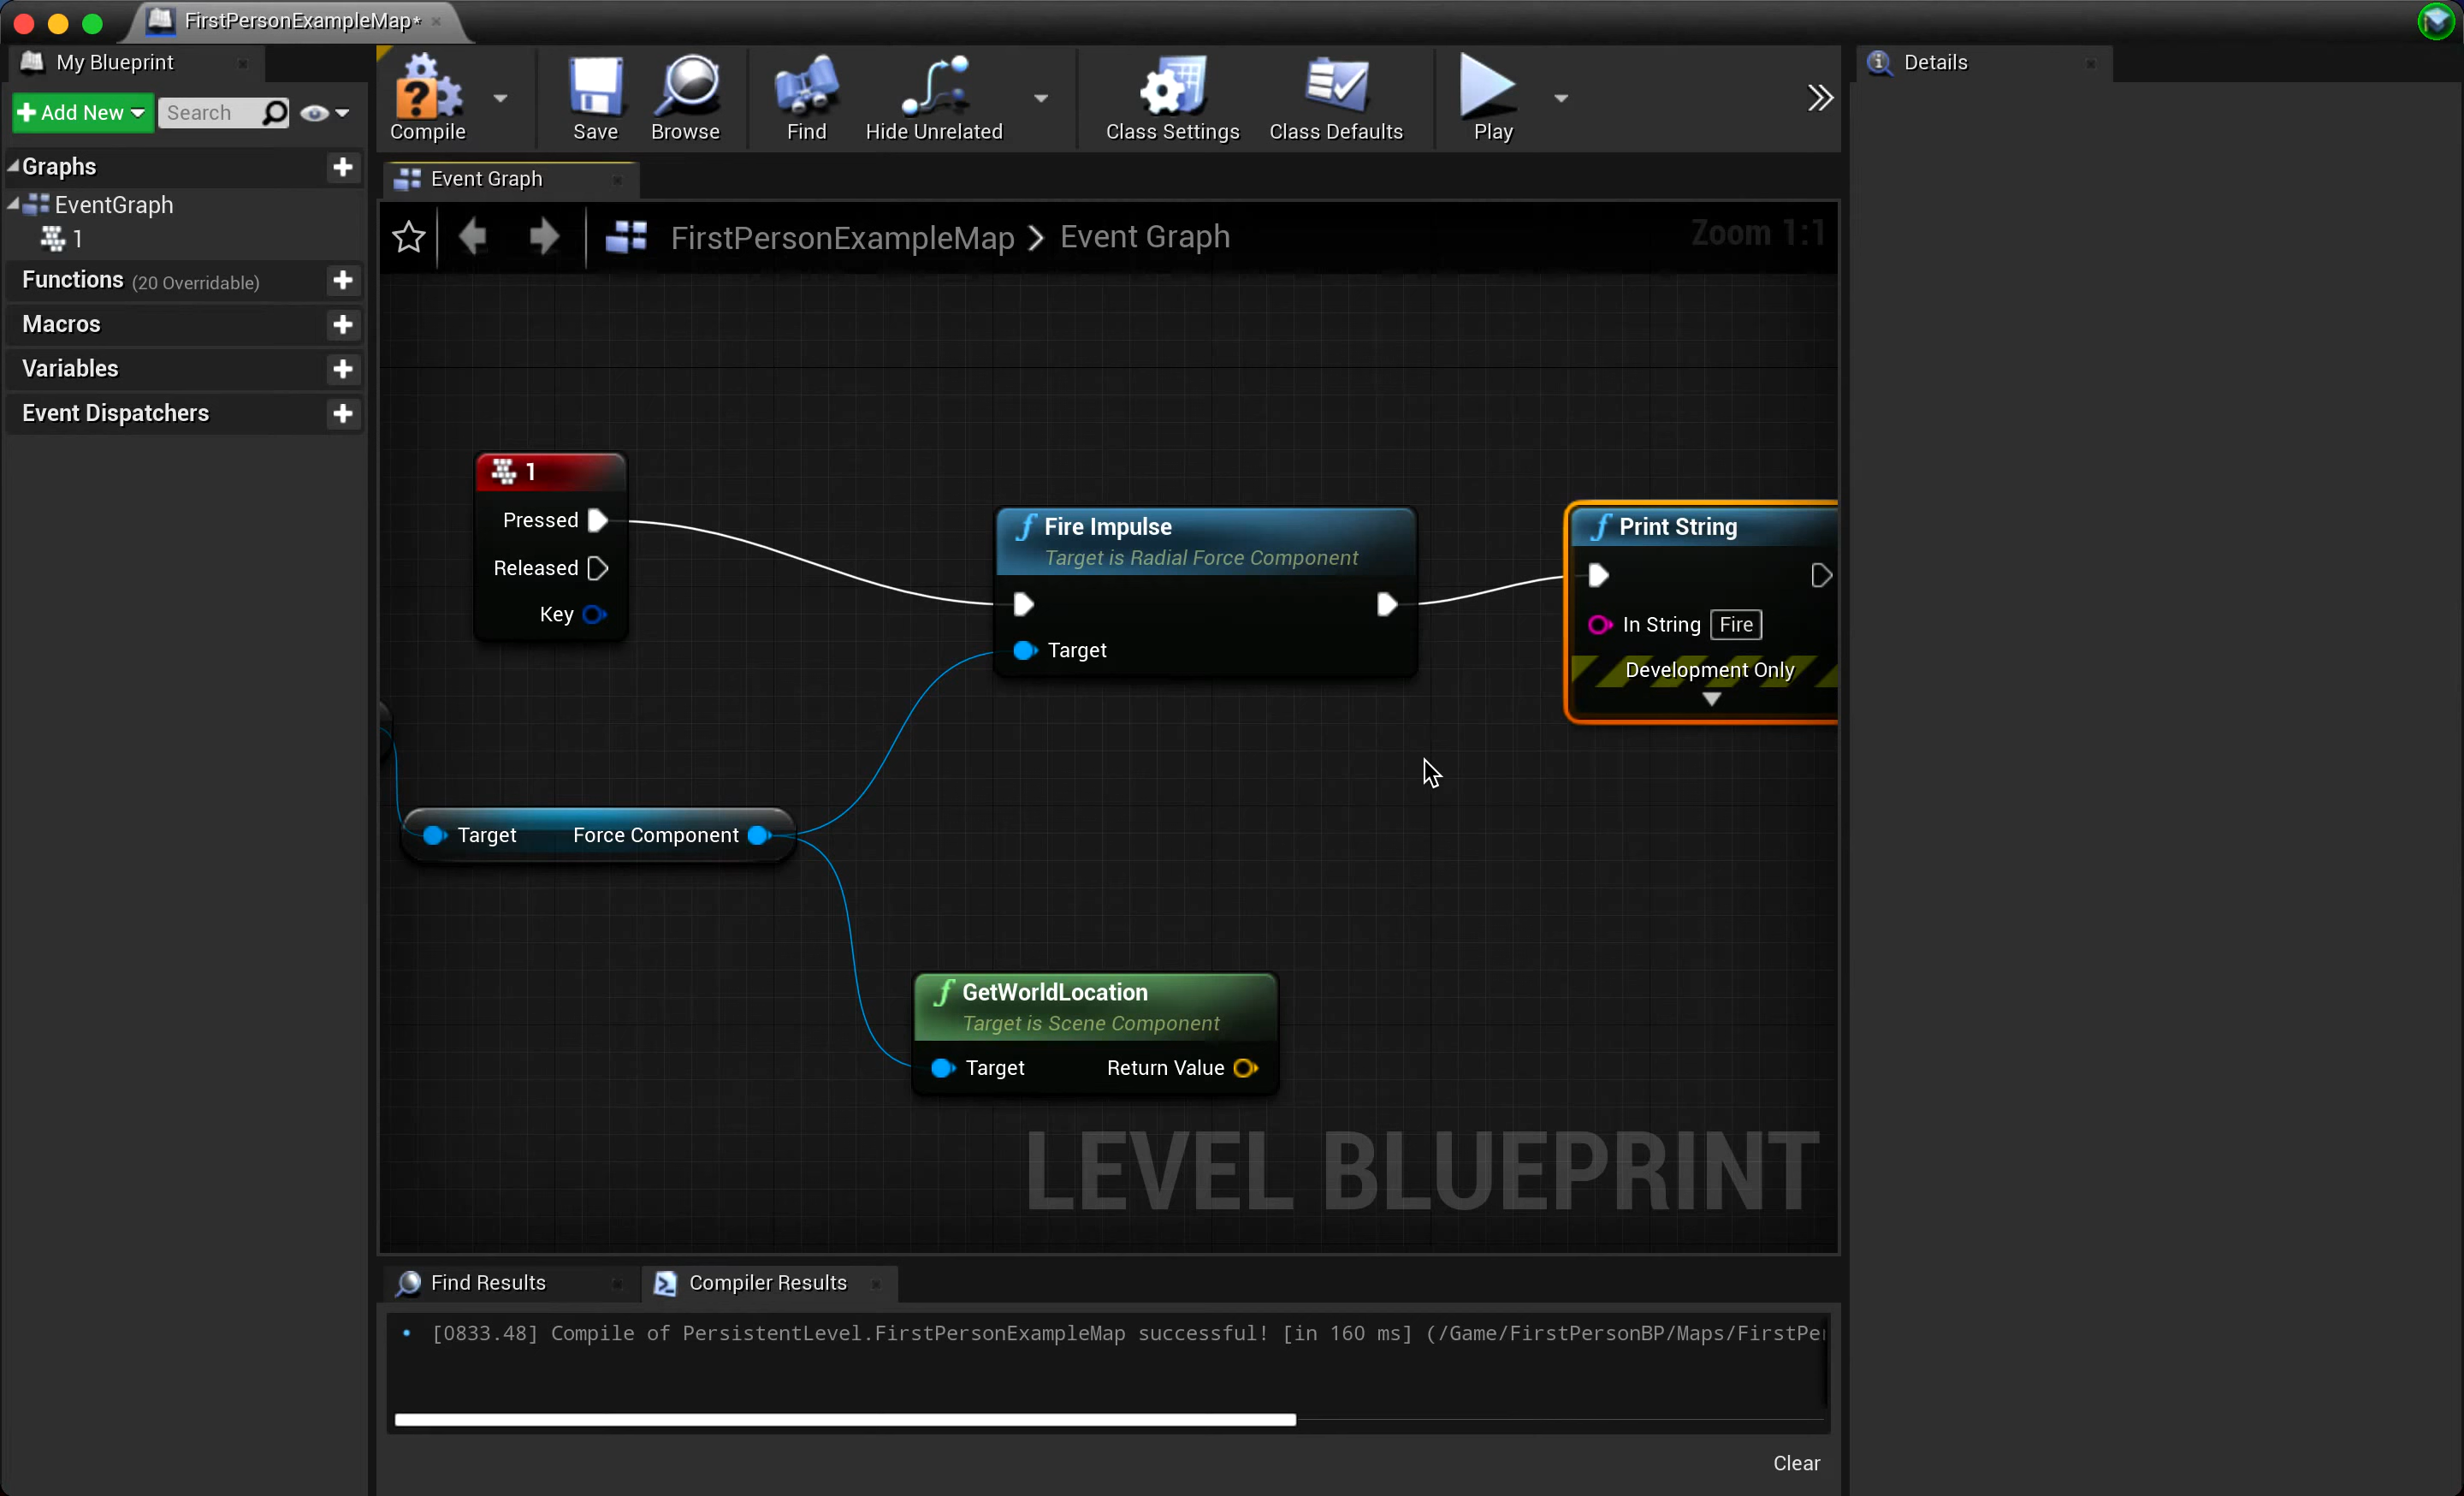 FirstPersonExampleMap*
My Blueprint
Details
+ Add New
Search
Compile
Save
Browse
Find
Hide Unrelated
Class Settings
Class Defaults
Play
Graphs
EventGraph
1
Functions (20 Overridable)
Macros
Variables
Event Dispatchers
Event Graph
FirstPersonExampleMap > Event Graph
Zoom 1:1
1
Pressed
Released
Key
f Fire Impulse
Target is Radial Force Component
Target
f Print String
In String Fire
Development Only
Target Force Component
f GetWorldLocation
Target is Scene Component
Target Return Value
LEVEL BLUEPRINT
Find Results
Compiler Results
[0833.48] Compile of PersistentLevel.FirstPersonExampleMap successful! [in 160 ms] (/Game/FirstPersonBP/Maps/FirstPer
Clear